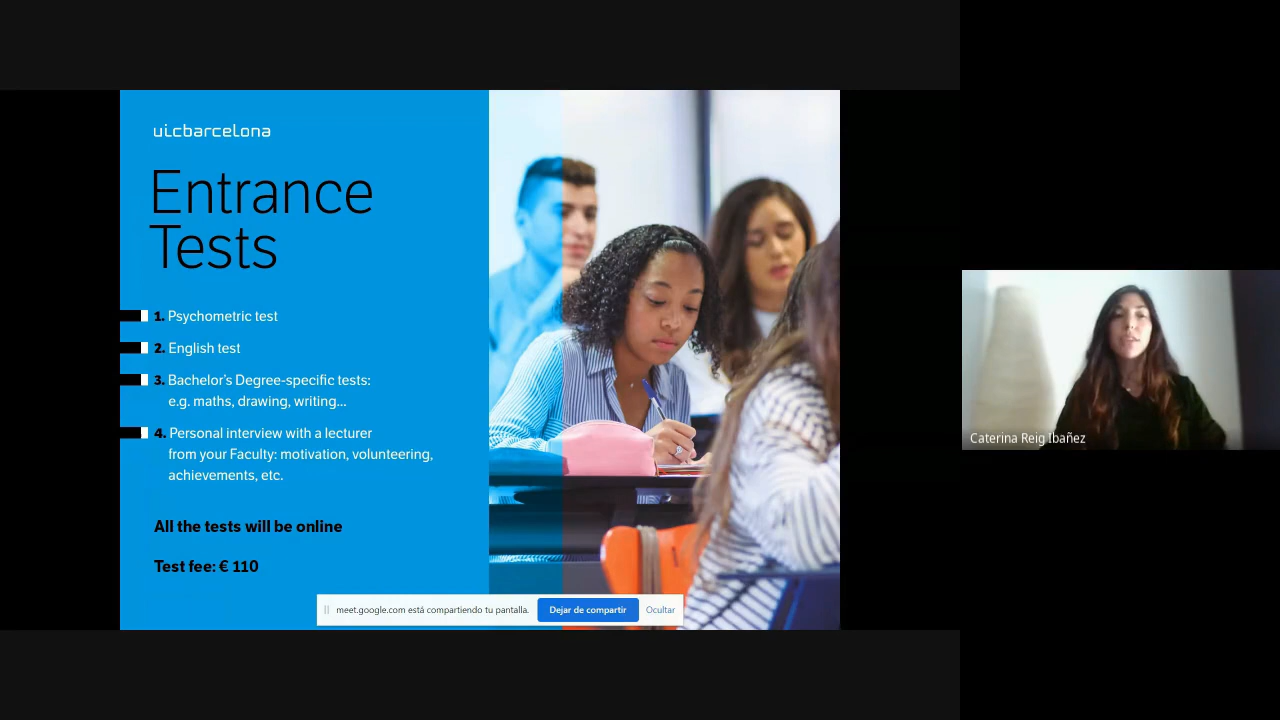 uicbarcelona
Entrance
Tests
1. Psychometric test
2. English test
3. Bachelor's Degree-specific tests:
e.g. maths, drawing, writing...
4. Personal interview with a lecturer
from your Faculty: motivation, volunteering,
achievements, etc.
All the tests will be online
Test fee: € 110
meet.google.com está compartiendo tu pantalla. Dejar de compartir Ocultar
Caterina Reig Ibañez